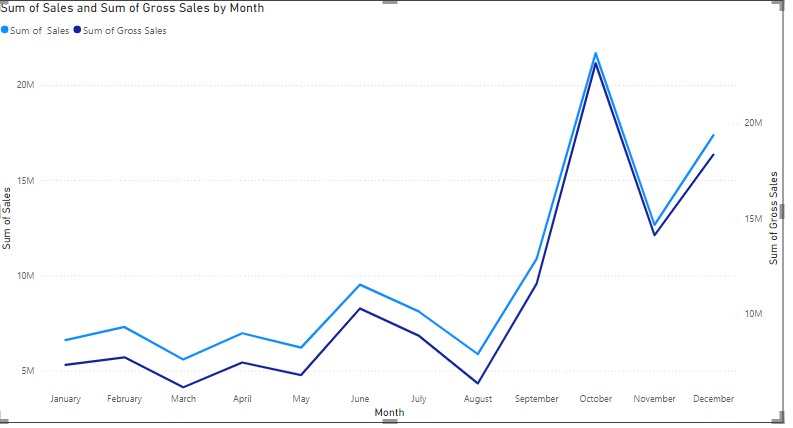 Sum of Sales and Sum of Gross Sales by Month
Sum of  Sales Sum of Gross Sales
20M
15M
10M
5M
Sum of Sales
20M
15M
10M
Sum of Gross Sales
January February March April May June July August September October November December
Month